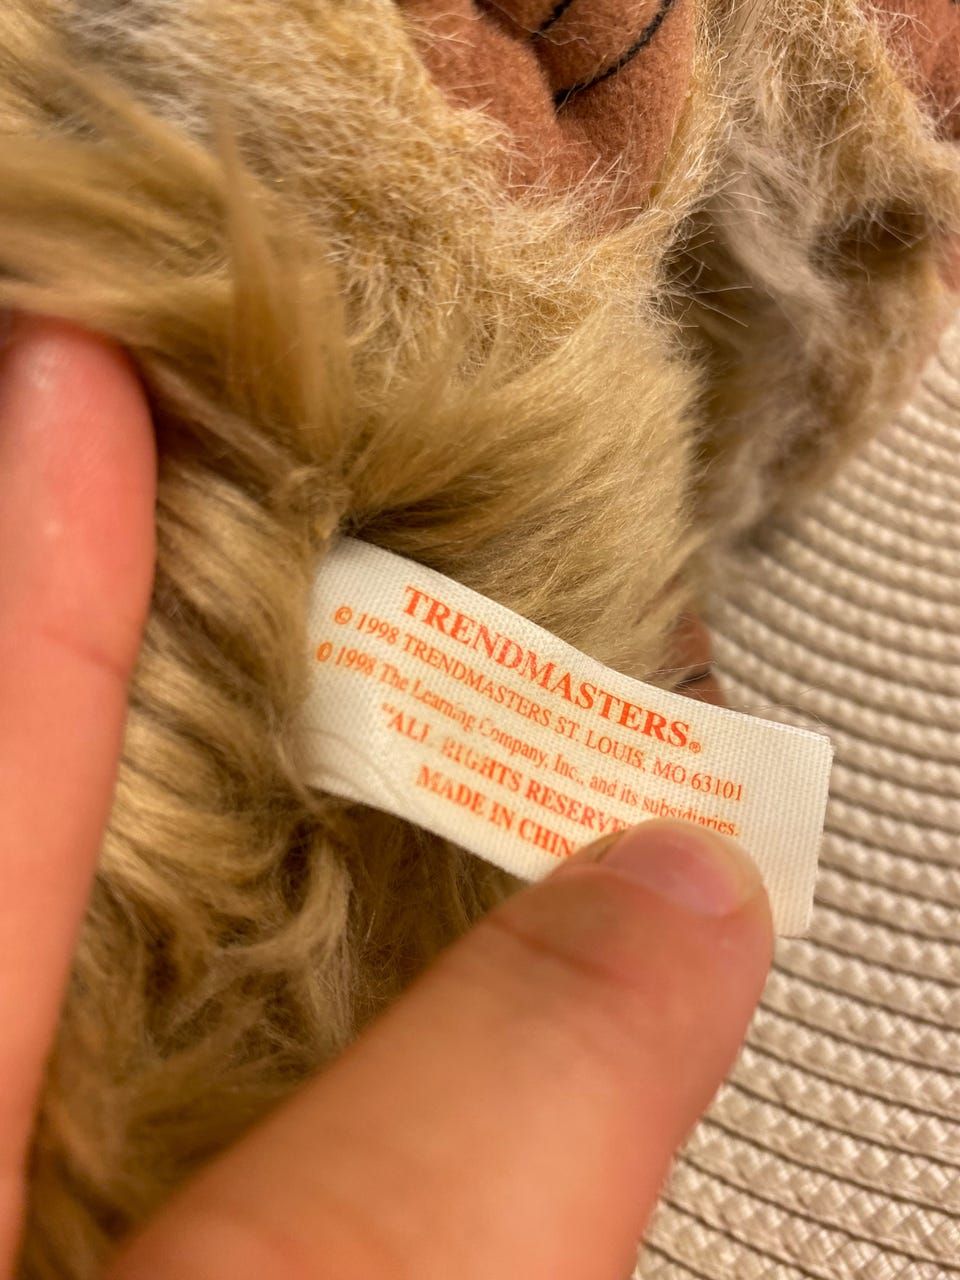 TRENDMASTERS®
© 1998 TRENDMASTERS ST. LOUIS, MO 63101
© 1998 The Learning Company, Inc., and its subsidiaries.
"ALL RIGHTS RESERVE
MADE IN CHIN